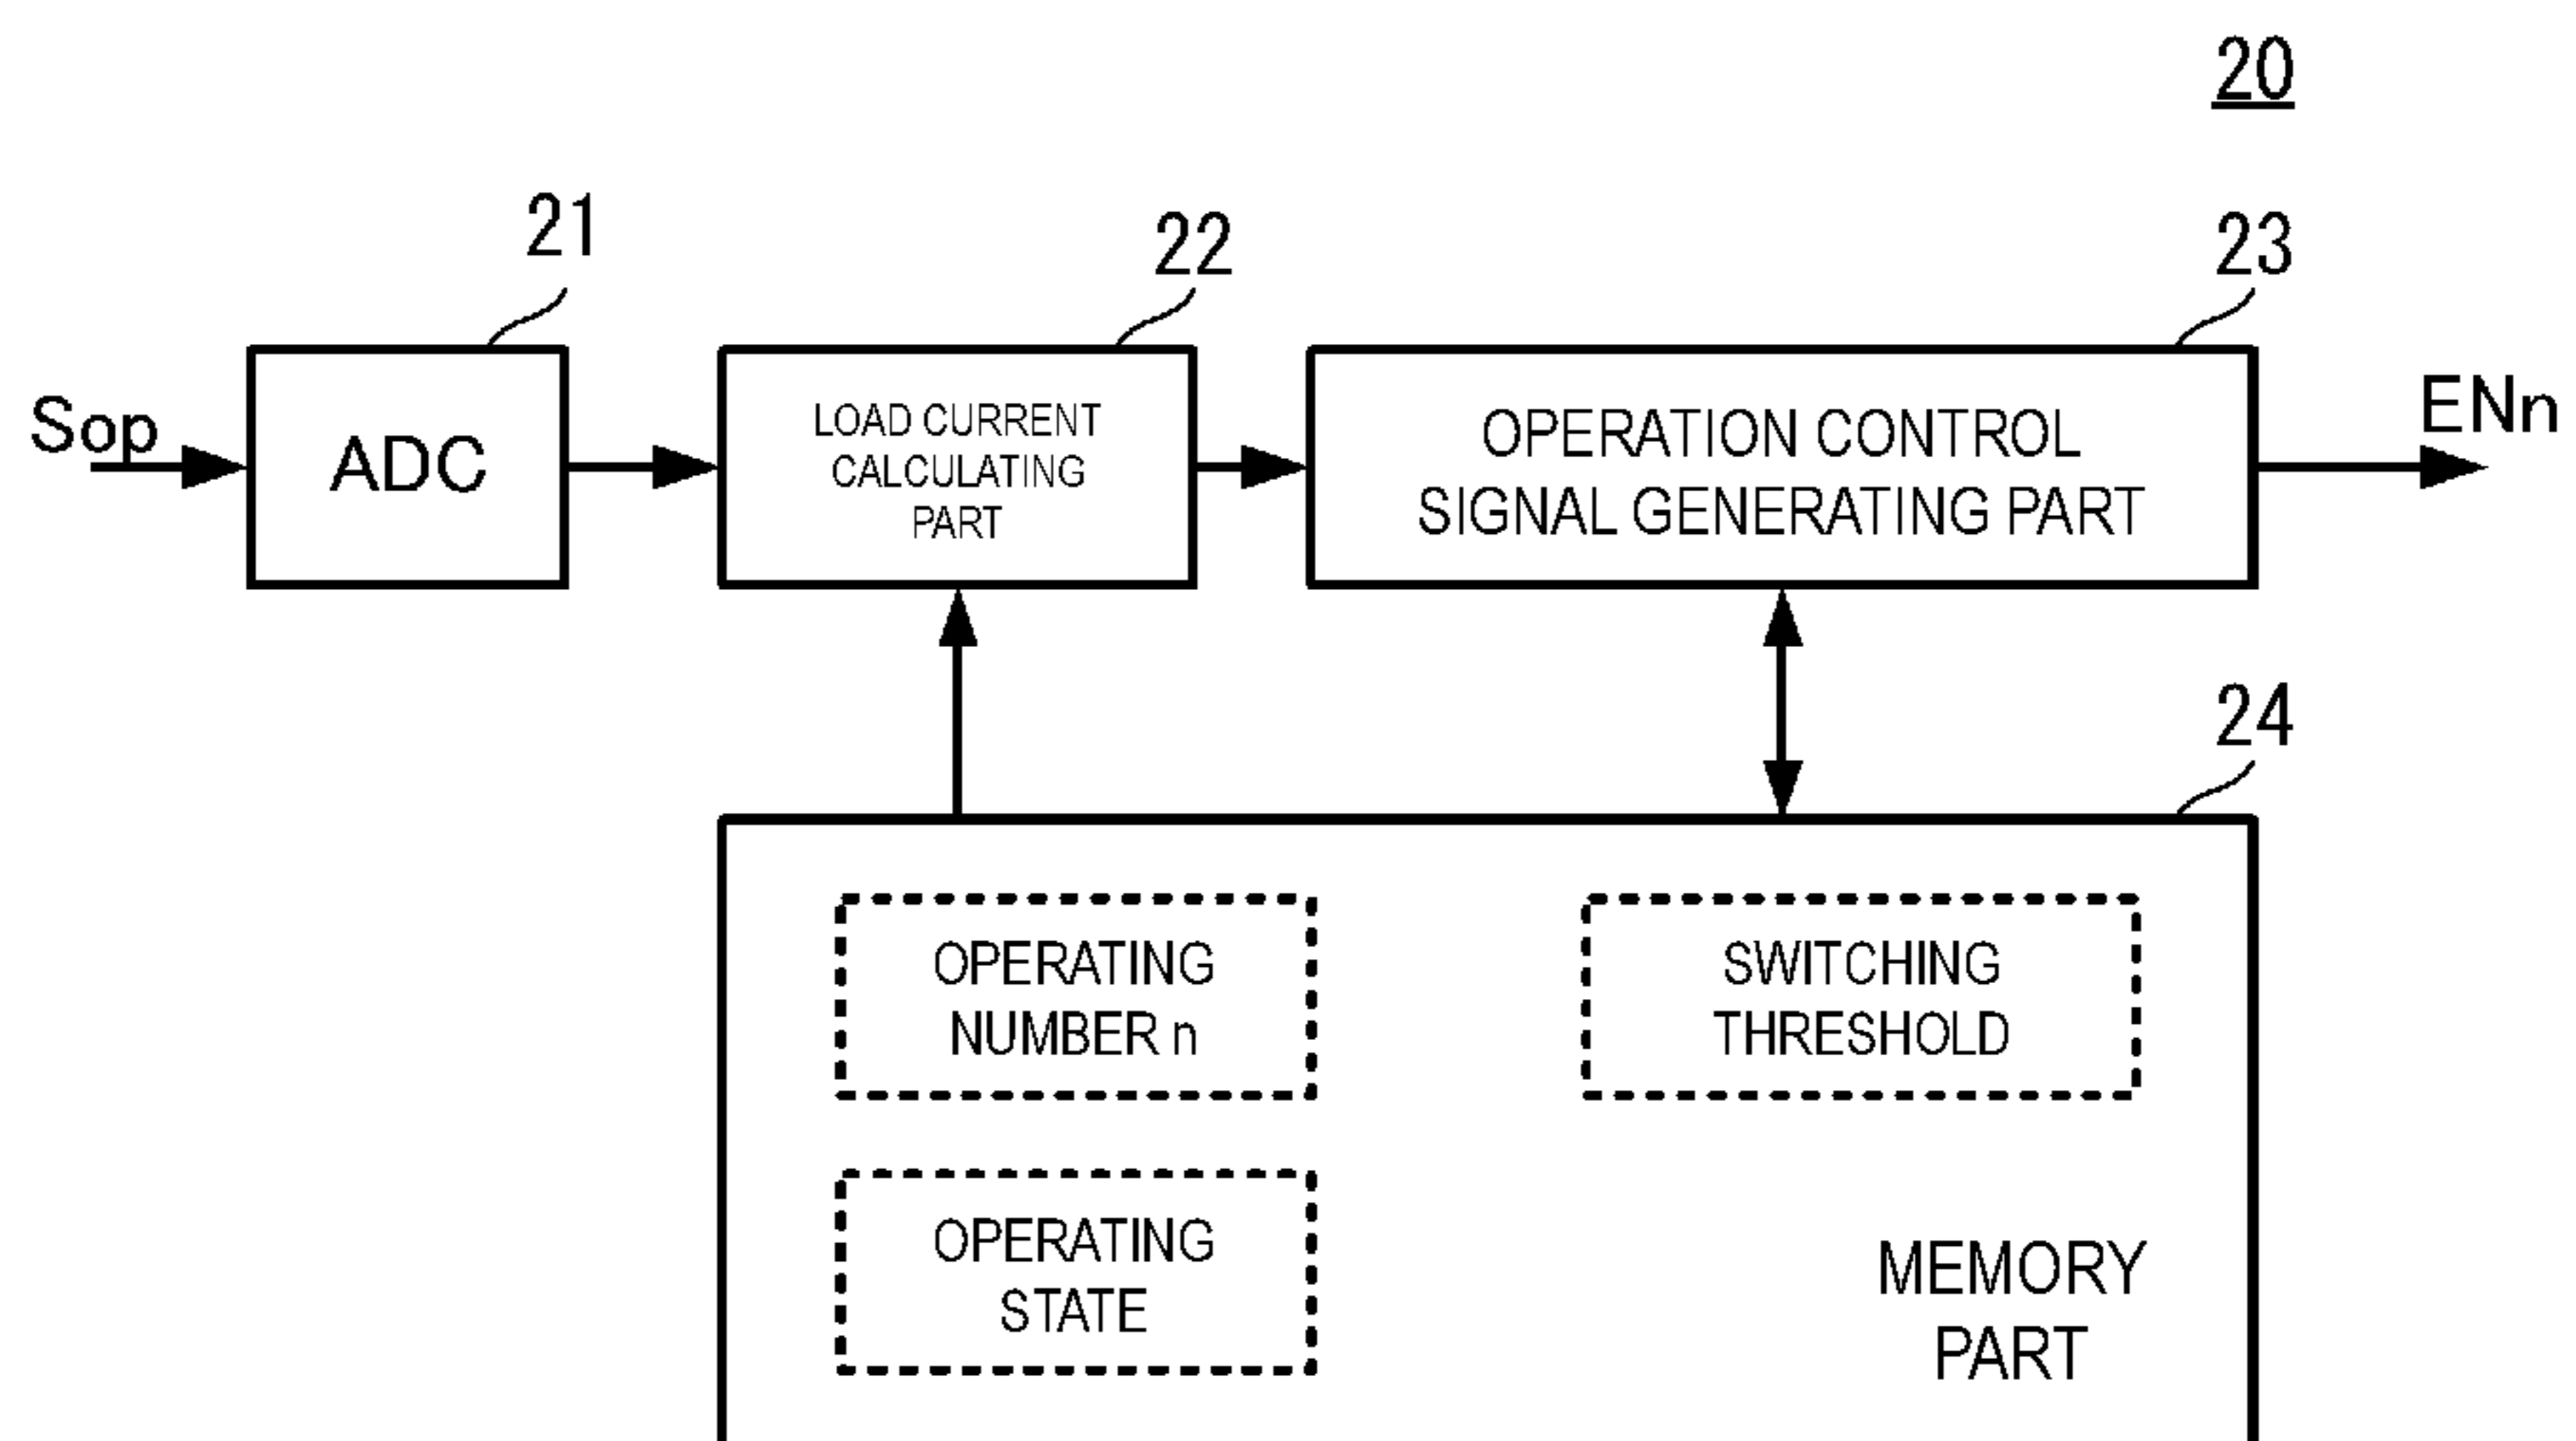 20
21
22
23
Sop
ADC
LOAD CURRENT
CALCULATING
PART
OPERATION CONTROL
SIGNAL GENERATING PART
ENn
24
OPERATING
NUMBER n
SWITCHING
THRESHOLD
OPERATING
STATE
MEMORY
PART